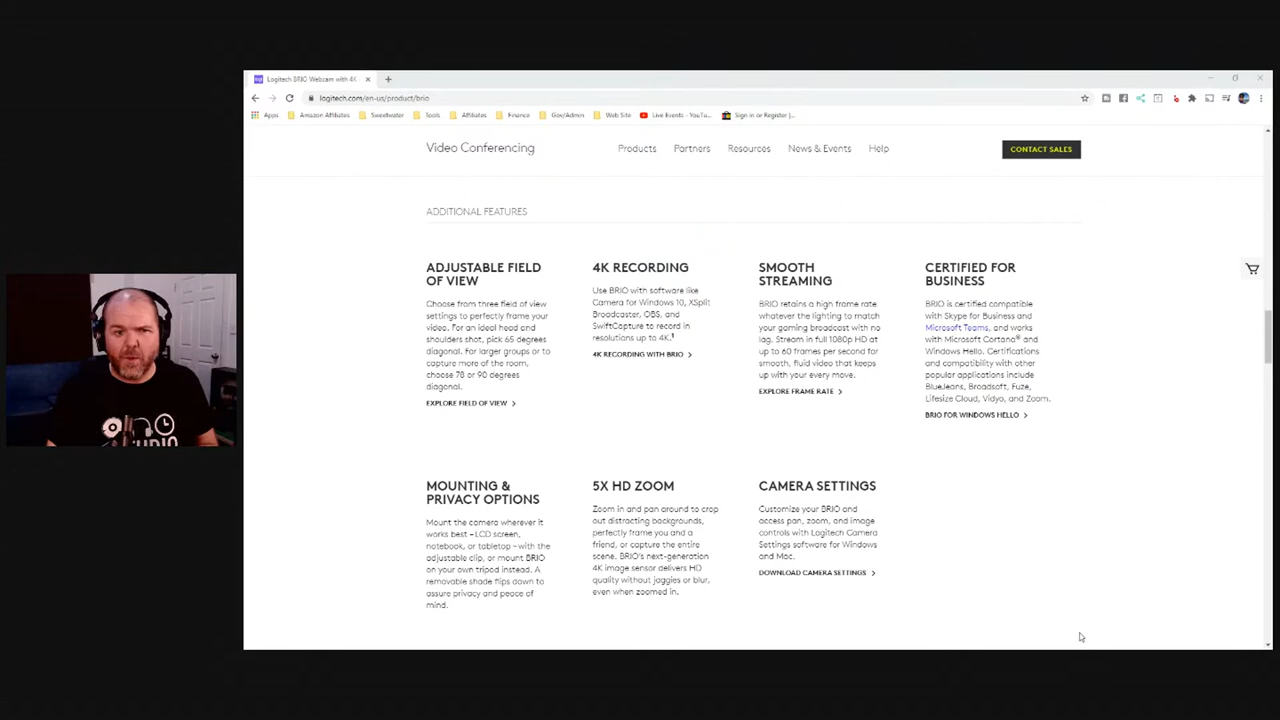 Logitech BRIO Webcam with 4K
logitech.com/en-us/product/brio
Apps Amazon Affiliates Sweetwater Tools Affiliates Finance Gov/Admin Web Site Live Events - YouTu... Sign in or Register |...
Video Conferencing Products Partners Resources News & Events Help CONTACT SALES
ADDITIONAL FEATURES
ADJUSTABLE FIELD
OF VIEW
Choose from three field of view
settings to perfectly frame your
video. For an ideal head and
shoulders shot, pick 65 degrees
diagonal. For larger groups or to
capture more of the room,
choose 78 or 90 degrees
diagonal.
EXPLORE FIELD OF VIEW >
4K RECORDING
Use BRIO with software like
Camera for Windows 10, XSplit
Broadcaster, OBS, and
SwiftCapture to record in
resolutions up to 4K.¹
4K RECORDING WITH BRIO >
SMOOTH
STREAMING
BRIO retains a high frame rate
whatever the lighting to match
your gaming broadcast with no
lag. Stream in full 1080p HD at
up to 60 frames per second for
smooth, fluid video that keeps
up with your every move.
EXPLORE FRAME RATE >
CERTIFIED FOR
BUSINESS
BRIO is certified compatible
with Skype for Business and
Microsoft Teams, and works
with Microsoft Cortana® and
Windows Hello. Certifications
and compatibility with other
popular applications include
BlueJeans, Broadsoft, Fuze,
Lifesize Cloud, Vidyo, and Zoom.
BRIO FOR WINDOWS HELLO >
MOUNTING &
PRIVACY OPTIONS
Mount the camera wherever it
works best – LCD screen,
notebook, or tabletop – with the
adjustable clip, or mount BRIO
on your own tripod instead. A
removable shade flips down to
assure privacy and peace of
mind.
5X HD ZOOM
Zoom in and pan around to crop
out distracting backgrounds,
perfectly frame you and a
friend, or capture the entire
scene. BRIO's next-generation
4K image sensor delivers HD
quality without jaggies or blur,
even when zoomed in.
CAMERA SETTINGS
Customize your BRIO and
access pan, zoom, and image
controls with Logitech Camera
Settings software for Windows
and Mac.
DOWNLOAD CAMERA SETTINGS >